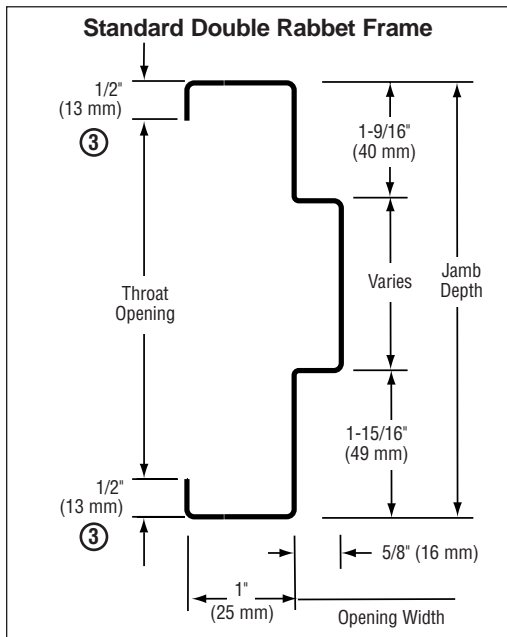 Standard Double Rabbet Frame
1/2"
(13 mm)
③
1-9/16"
(40 mm)
Throat
Opening
Varies
Jamb
Depth
1-15/16"
(49 mm)
1/2"
(13 mm)
③
5/8" (16 mm)
1"
(25 mm)
Opening Width